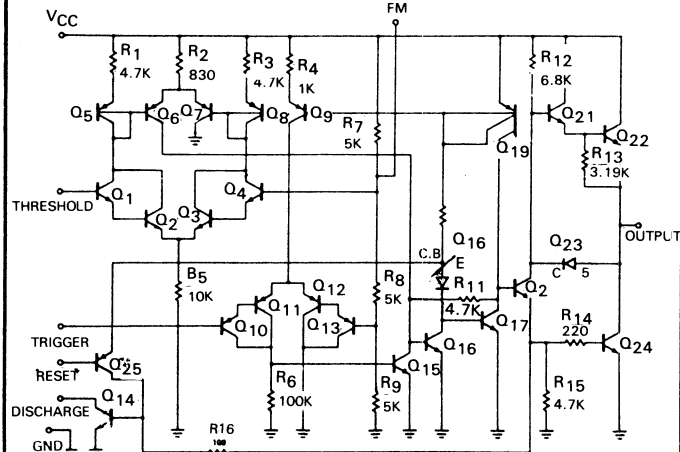 FM
VCC
R1
4.7K
R2
830
R3
4.7K
R4
1K
R12
6.8K
Q5
Q6
Q7
Q8
Q9
R7
5K
Q19
Q21
Q22
R13
3.19K
THRESHOLD
Q1
Q2
Q3
Q4
OUTPUT
C.B
Q16
E
Q23
C
5
B5
10K
R8
5K
R11
4.7K
Q2
Q10
Q11
Q12
Q13
R14
220
TRIGGER
Q25
RESET
Q15
Q16
Q17
Q24
R6
100K
R9
5K
R15
4.7K
Q14
DISCHARGE
GND
R16
100